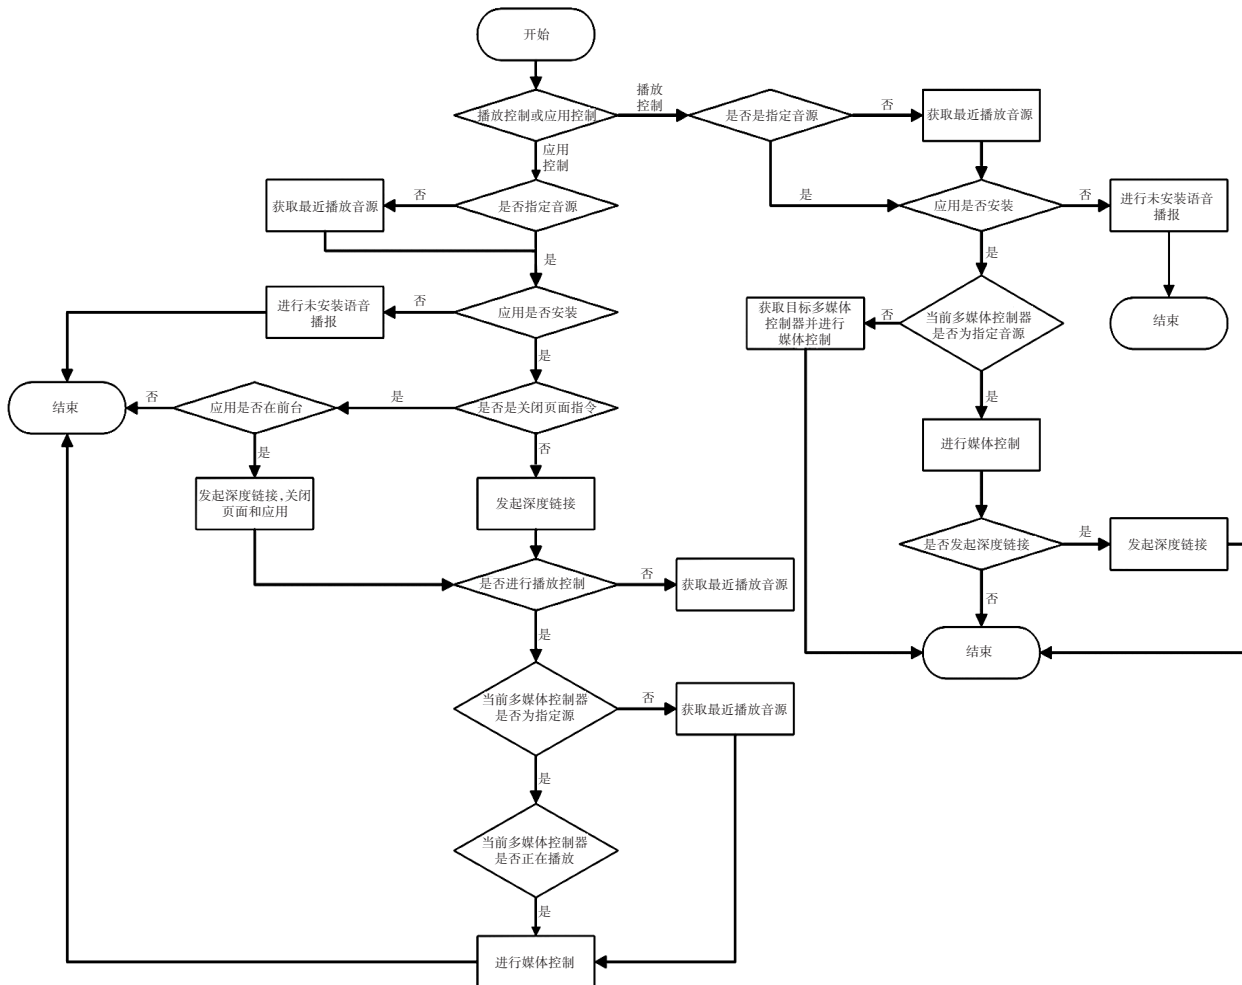 开始
播放控制或应用控制
播放
控制
是否是指定音源
否
获取最近播放音源
应用
控制
是
获取最近播放音源
否
是否指定音源
应用是否安装
否
进行未安装语音
播报
是
是
进行未安装语音
播报
否
应用是否安装
获取目标多媒体
控制器并进行
媒体控制
否
当前多媒体控制器
是否为指定音源
结束
是
结束
否
应用是否在前台
是
是否是关闭页面指令
是
进行媒体控制
是
否
发起深度链接,关闭
页面和应用
发起深度链接
是否发起深度链接
是
发起深度链接
是否进行播放控制
否
获取最近播放音源
否
是
结束
当前多媒体控制器
是否为指定源
否
获取最近播放音源
是
当前多媒体控制器
是否正在播放
是
进行媒体控制